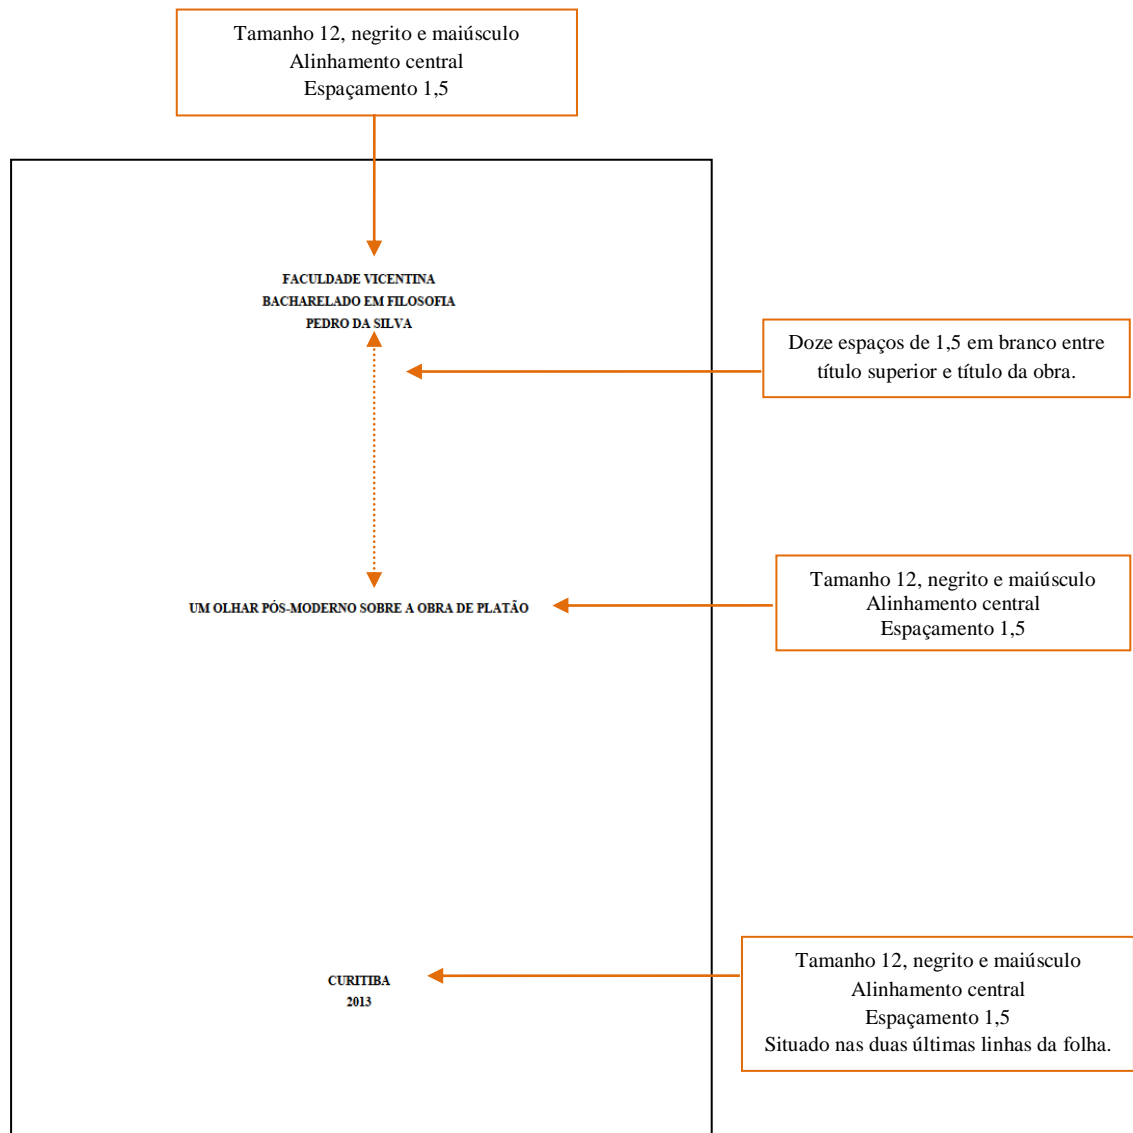 Tamanho 12, negrito e maiúsculo
Alinhamento central
Espaçamento 1,5
FACULDADE VICENTINA
BACHARELADO EM FILOSOFIA
PEDRO DA SILVA
Doze espaços de 1,5 em branco entre
título superior e título da obra.
UM OLHAR PÓS-MODERNO SOBRE A OBRA DE PLATÃO
Tamanho 12, negrito e maiúsculo
Alinhamento central
Espaçamento 1,5
CURITIBA
2013
Tamanho 12, negrito e maiúsculo
Alinhamento central
Espaçamento 1,5
Situado nas duas últimas linhas da folha.